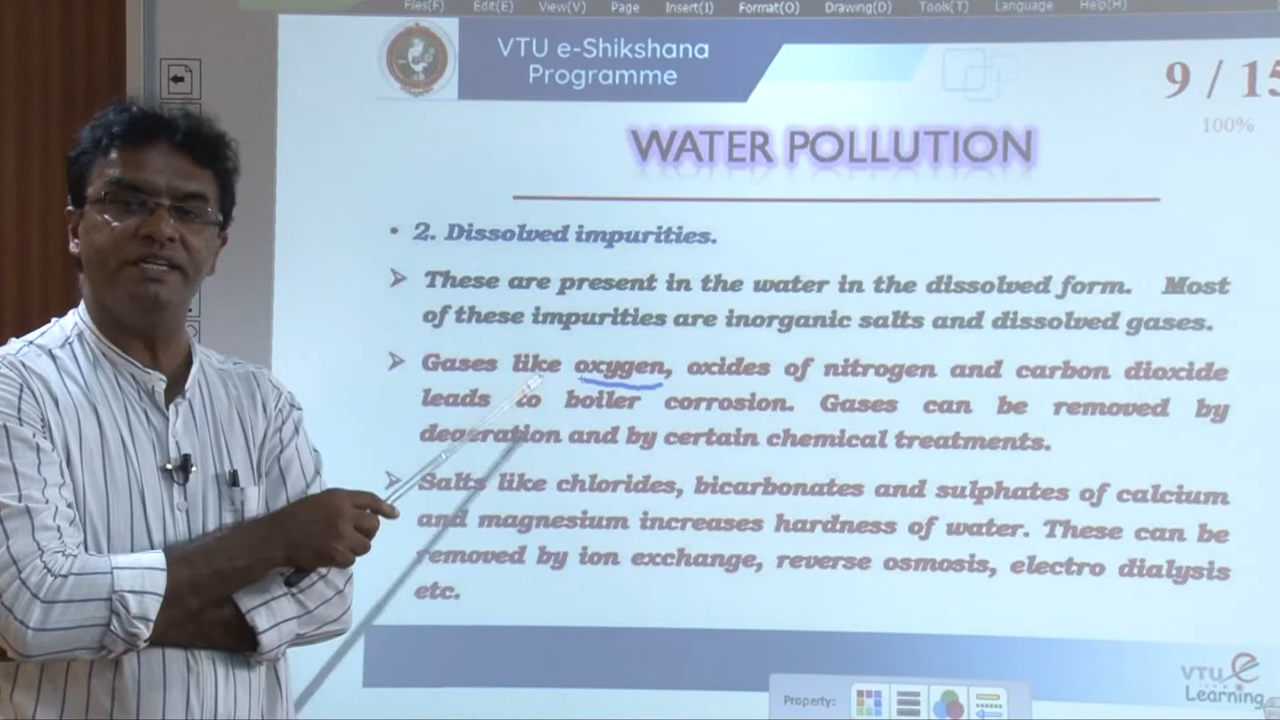 Files(F) Edit(E) View(V) Page Insert(I) Format(O) Drawing(D) Tools(T) Language Help(H)
VTU e-Shikshana
Programme
9 / 15
100%
WATER POLLUTION
• 2. Dissolved impurities.
➢ These are present in the water in the dissolved form. Most
of these impurities are inorganic salts and dissolved gases.
➢ Gases like oxygen, oxides of nitrogen and carbon dioxide
leads to boiler corrosion. Gases can be removed by
deaeration and by certain chemical treatments.
➢ Salts like chlorides, bicarbonates and sulphates of calcium
and magnesium increases hardness of water. These can be
removed by ion exchange, reverse osmosis, electro dialysis
etc.
VTU e
Learning
Property: